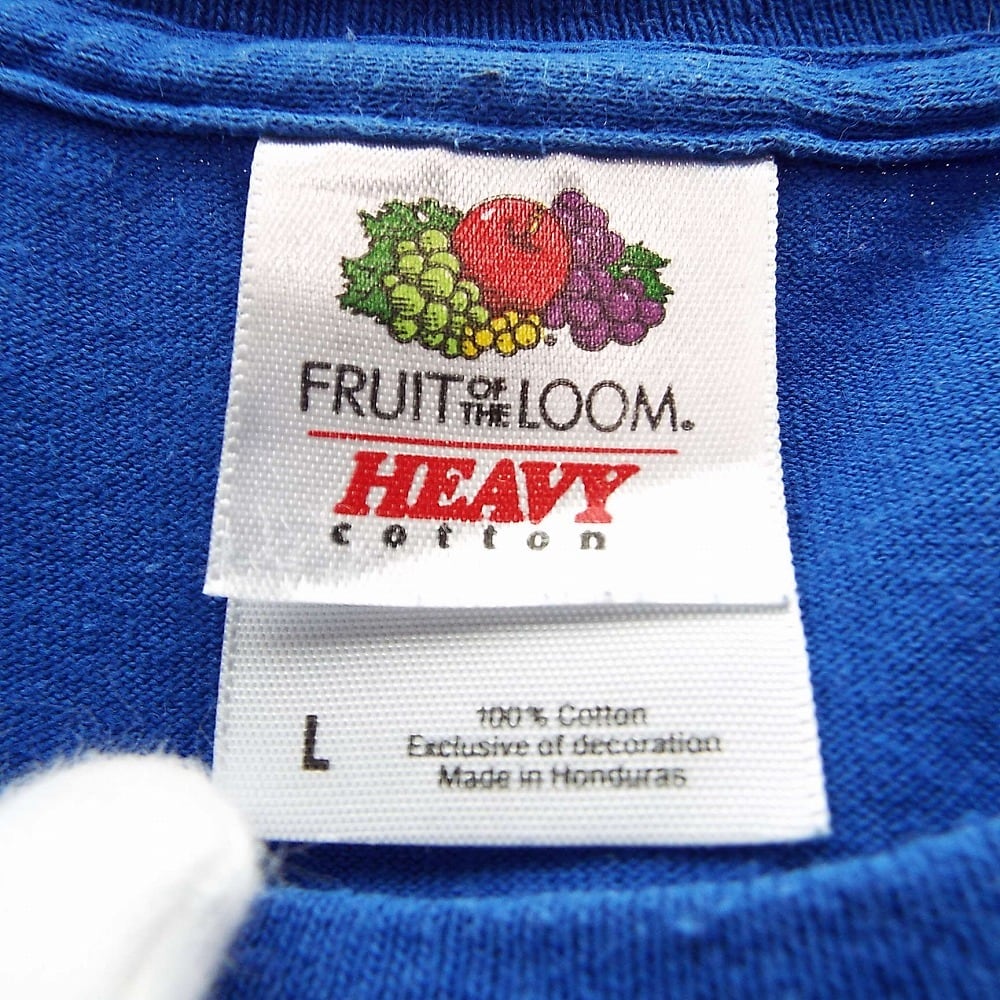 FRUIT OF THE LOOM.
HEAVY
cotton
L
100% Cotton
Exclusive of decoration
Made in Honduras